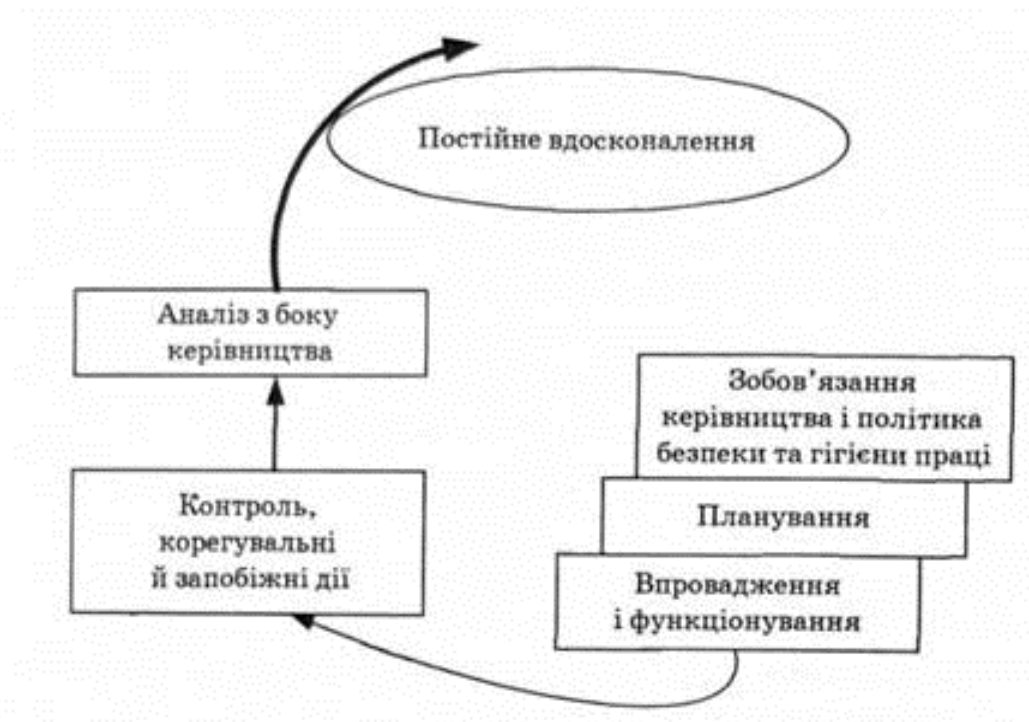 Постійне вдосконалення
Аналіз з боку
керівництва
Зобов’язання
керівництва і політика
безпеки та гігієни праці
Контроль,
корегувальні
й запобіжні дії
Планування
Впровадження
і функціонування